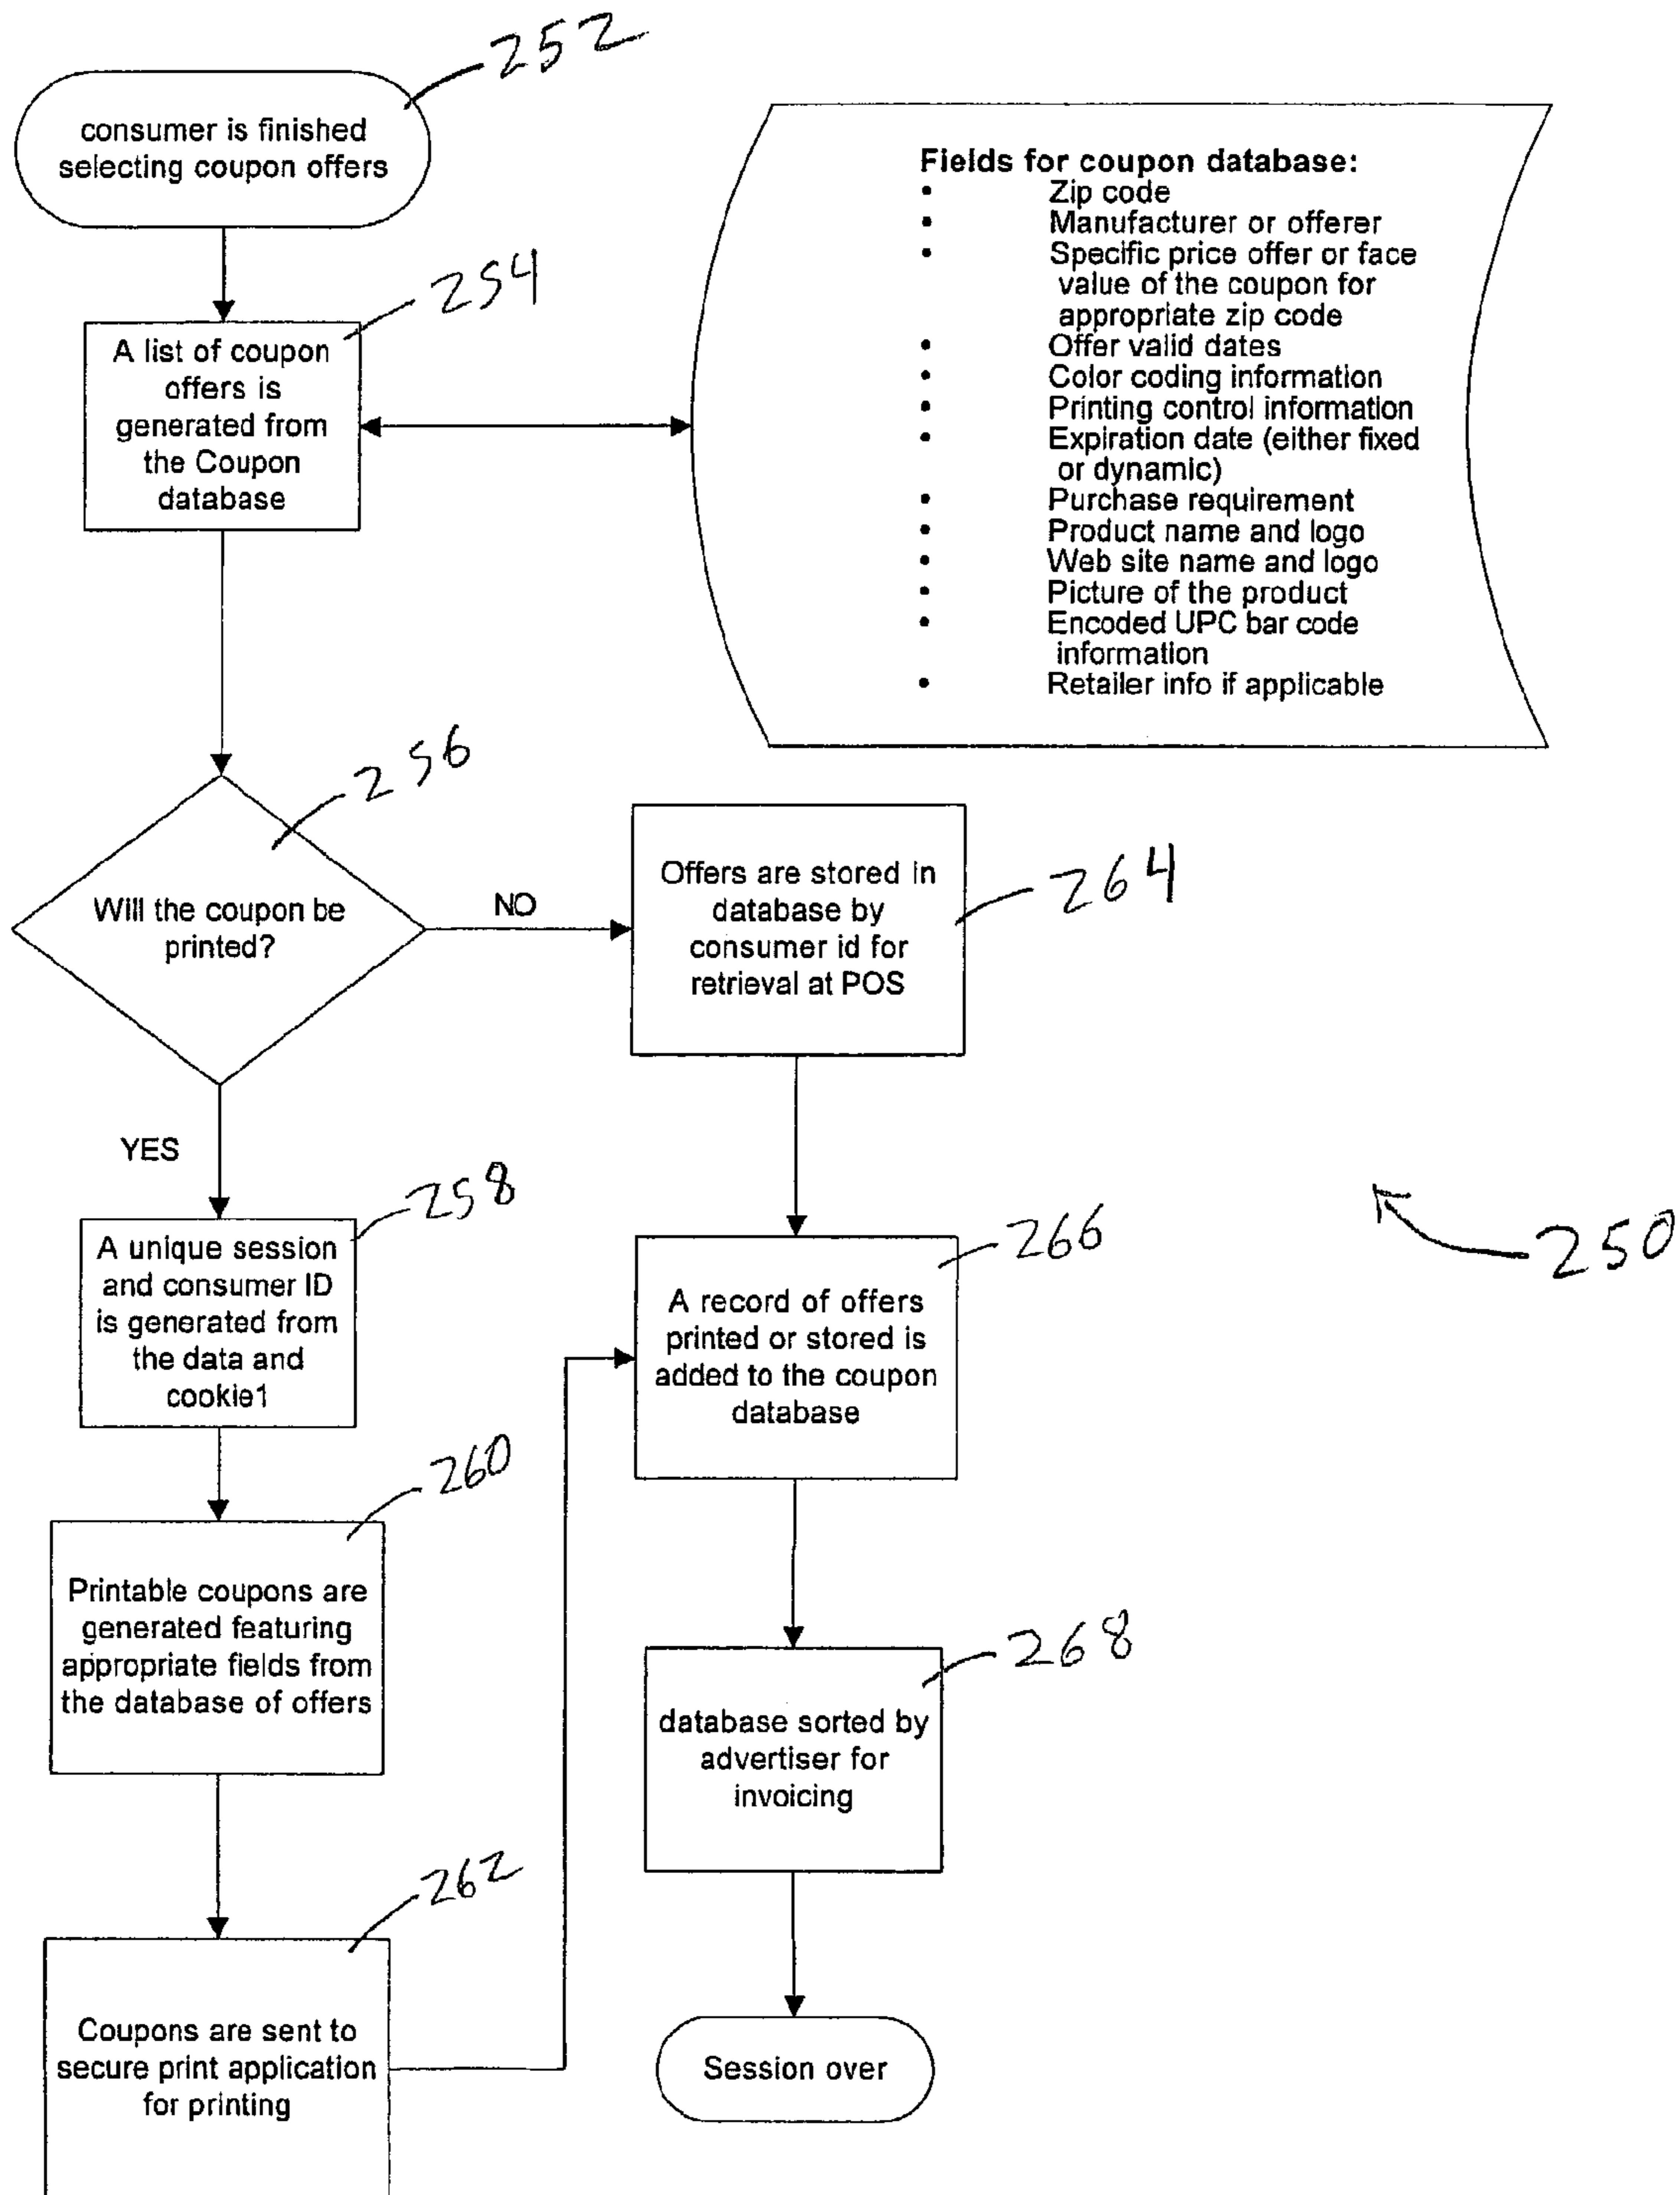 252
consumer is finished
selecting coupon offers
Fields for coupon database:
• Zip code
• Manufacturer or offerer
• Specific price offer or face
value of the coupon for
appropriate zip code
• Offer valid dates
• Color coding information
• Printing control information
• Expiration date (either fixed
or dynamic)
• Purchase requirement
• Product name and logo
• Web site name and logo
• Picture of the product
• Encoded UPC bar code
information
• Retailer info if applicable
254
A list of coupon
offers is
generated from
the Coupon
database
256
Will the coupon be
printed?
NO
YES
264
Offers are stored in
database by
consumer id for
retrieval at POS
258
A unique session
and consumer ID
is generated from
the data and
cookie1
266
A record of offers
printed or stored is
added to the coupon
database
250
260
Printable coupons are
generated featuring
appropriate fields from
the database of offers
268
database sorted by
advertiser for
invoicing
262
Coupons are sent to
secure print application
for printing
Session over